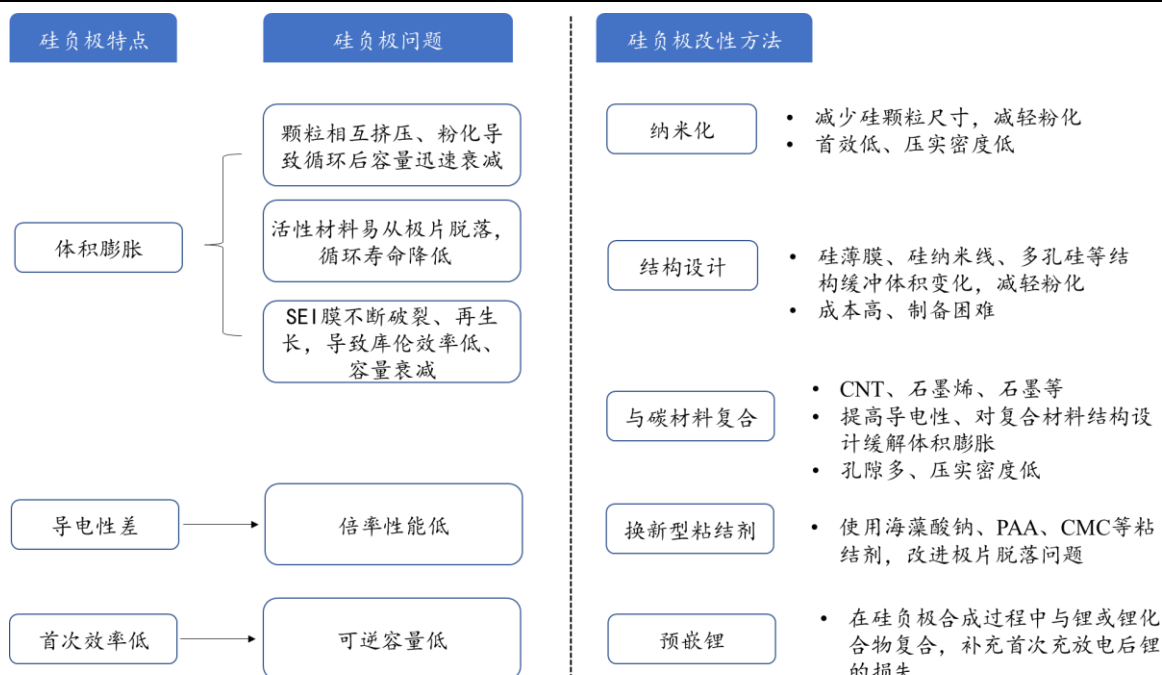 硅负极特点
硅负极问题
颗粒相互挤压、粉化导
致循环后容量迅速衰减
体积膨胀
活性材料易从极片脱落，
循环寿命降低
SEI膜不断破裂、再生
长，导致库伦效率低、
容量衰减
导电性差
倍率性能低
首次效率低
可逆容量低
硅负极改性方法
纳米化
• 减少硅颗粒尺寸，减轻粉化
• 首效低、压实密度低
结构设计
• 硅薄膜、硅纳米线、多孔硅等结
构缓冲体积变化，减轻粉化
• 成本高、制备困难
与碳材料复合
• CNT、石墨烯、石墨等
• 提高导电性、对复合材料结构设
计缓解体积膨胀
• 孔隙多、压实密度低
换新型粘结剂
• 使用海藻酸钠、PAA、CMC等粘
结剂，改进极片脱落问题
预嵌锂
• 在硅负极合成过程中与锂或锂化
合物复合，补充首次充放电后锂
的损失